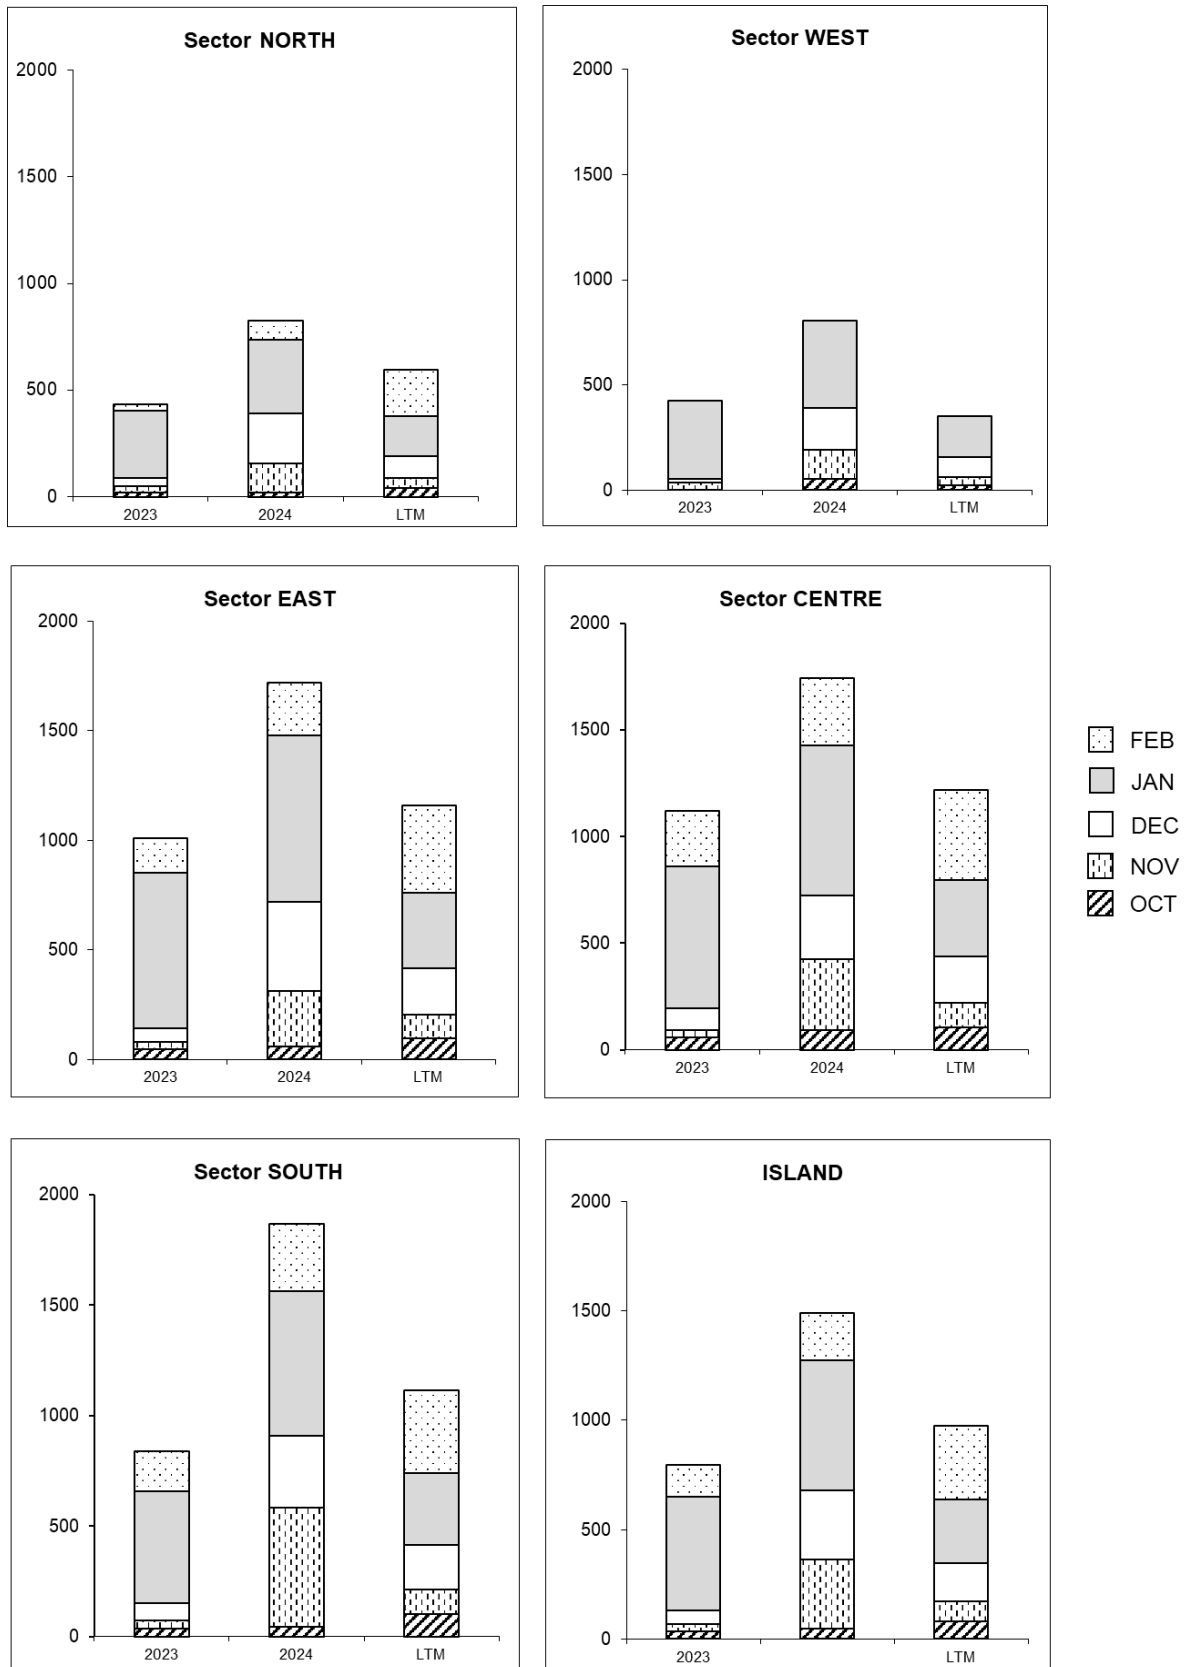 Sector NORTH
2000
1500
1000
500
0
2023 2024 LTM
Sector WEST
2000
1500
1000
500
0
2023 2024 LTM
Sector EAST
2000
1500
1000
500
0
2023 2024 LTM
Sector CENTRE
2000
1500
1000
500
0
2023 2024 LTM
FEB
JAN
DEC
NOV
OCT
Sector SOUTH
2000
1500
1000
500
0
2023 2024 LTM
ISLAND
2000
1500
1000
500
0
2023 LTM